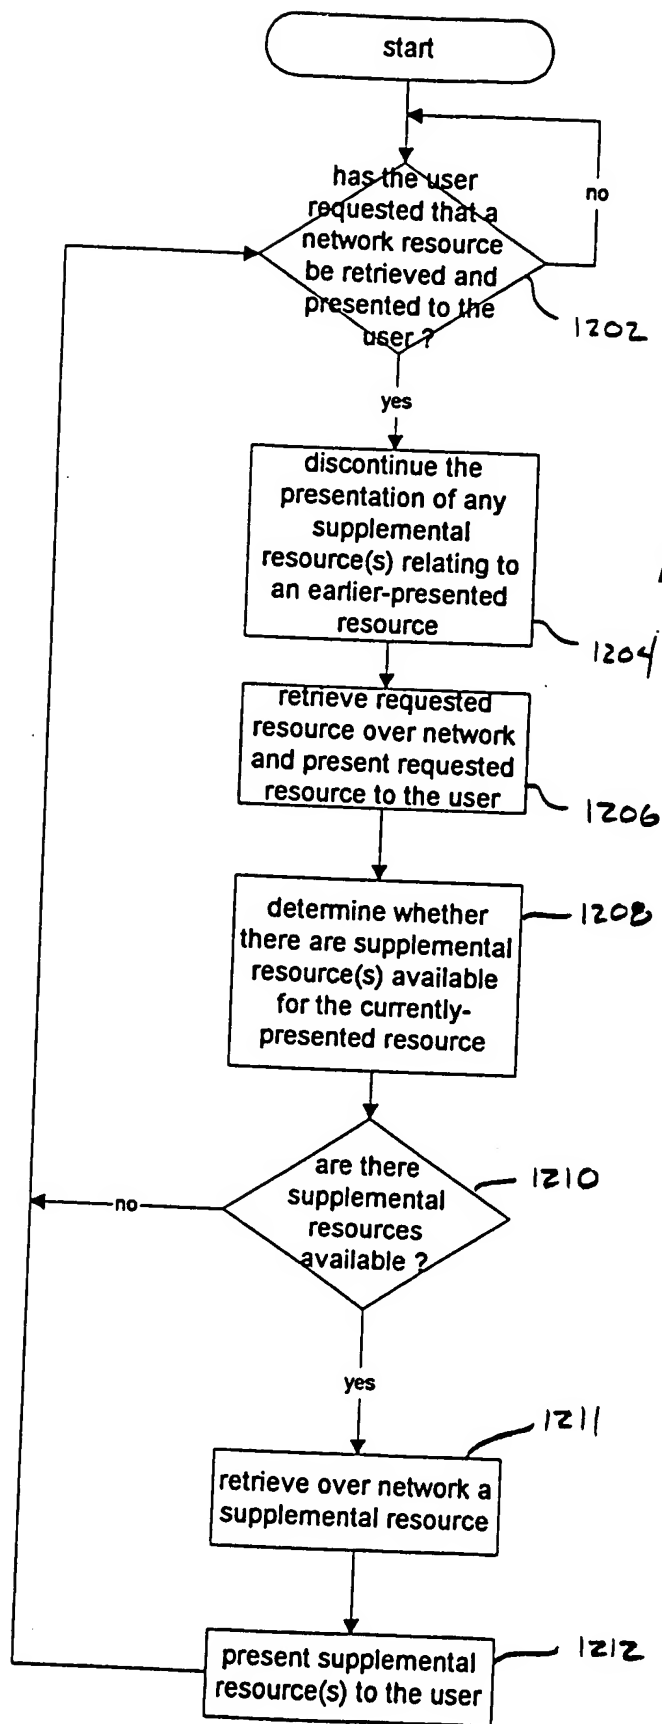 start
has the user
requested that a
network resource
be retrieved and
presented to the
user ?
no
1202
yes
discontinue the
presentation of any
supplemental
resource(s) relating to
an earlier-presented
resource
1204
retrieve requested
resource over network
and present requested
resource to the user
1206
determine whether
there are supplemental
resource(s) available
for the currently-
presented resource
1208
are there
supplemental
resources
available ?
1210
no
yes
1211
retrieve over network a
supplemental resource
present supplemental
resource(s) to the user
1212